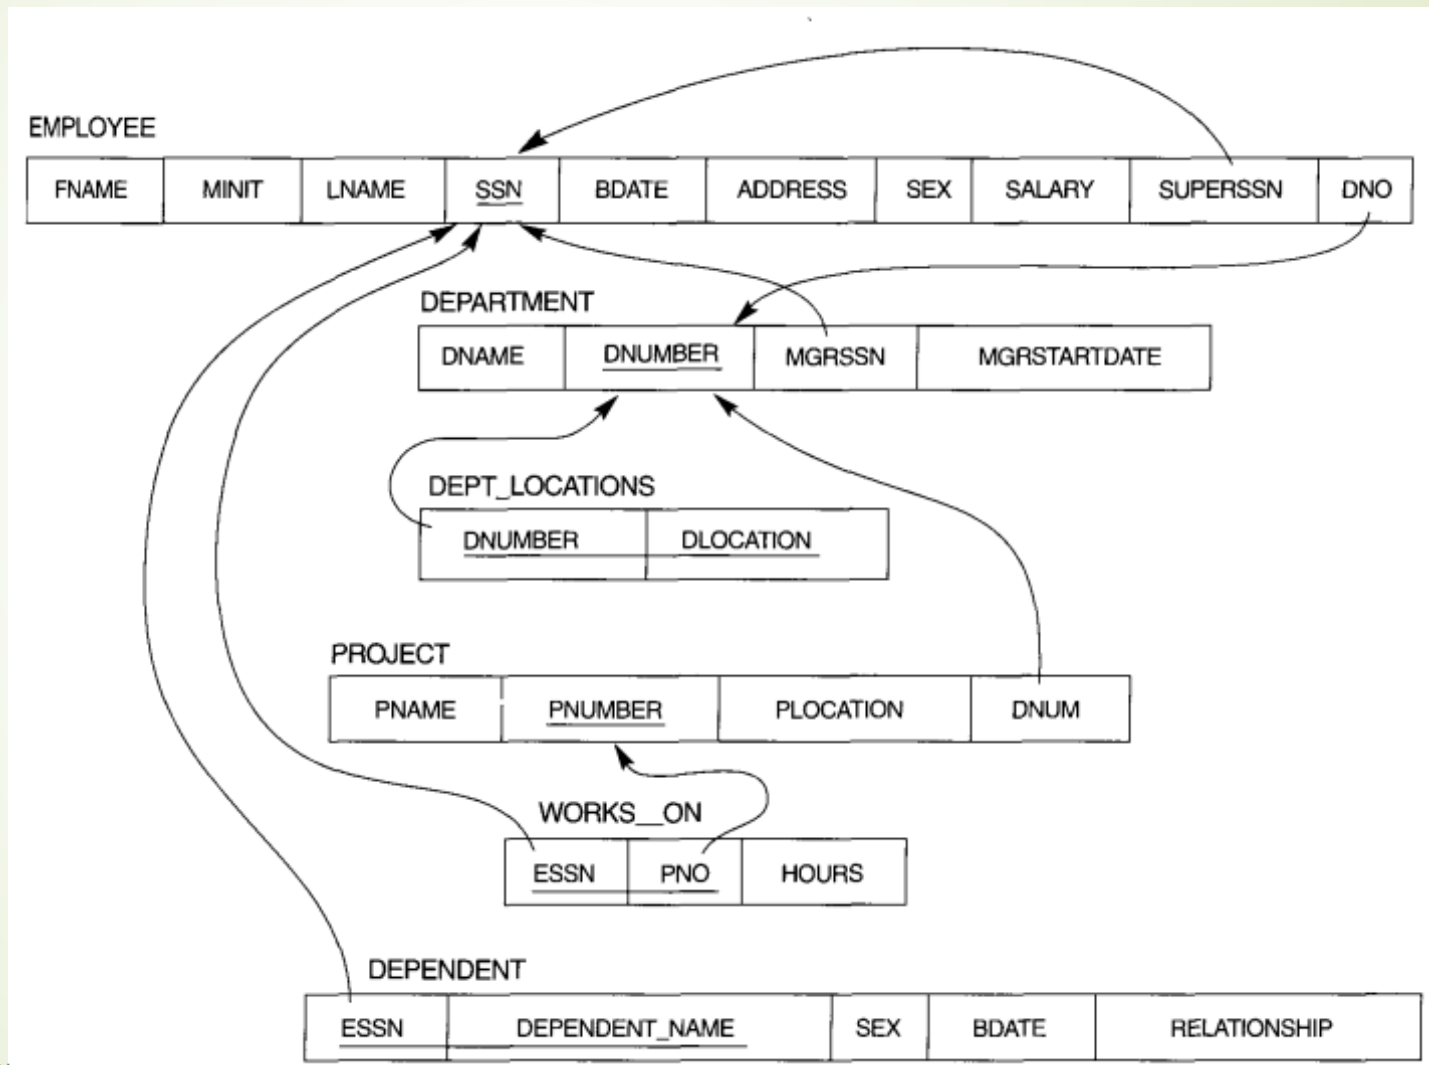 EMPLOYEE
FNAME MINIT LNAME SSN BDATE ADDRESS SEX SALARY SUPERSSN DNO
DEPARTMENT
DNAME DNUMBER MGRSSN MGRSTARTDATE
DEPT_LOCATIONS
DNUMBER DLOCATION
PROJECT
PNAME PNUMBER PLOCATION DNUM
WORKS__ON
ESSN PNO HOURS
DEPENDENT
ESSN DEPENDENT_NAME SEX BDATE RELATIONSHIP